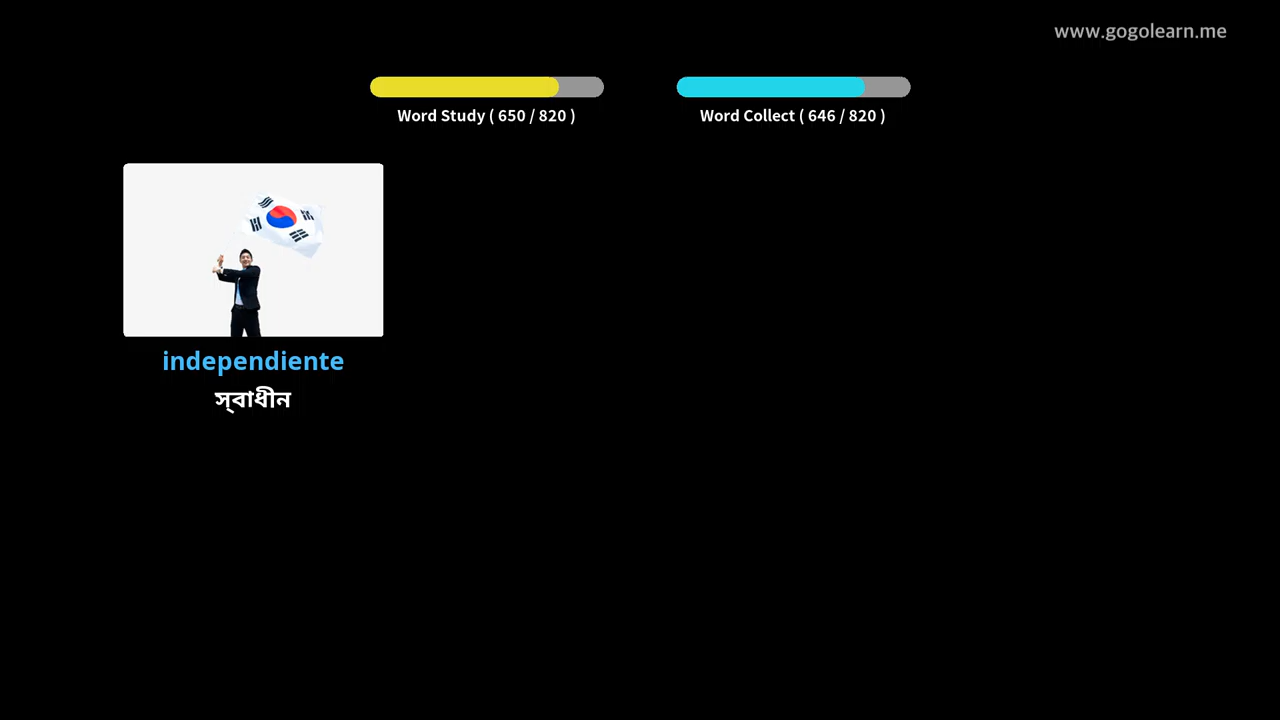 www.gogolearn.me
Word Study ( 650 / 820 )
Word Collect ( 646 / 820 )
independiente
স্‌বাধীন